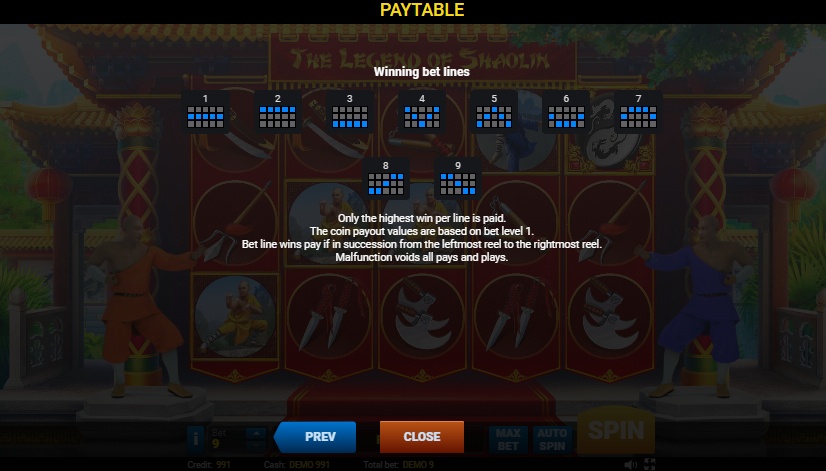 PAYTABLE
THE LEGEND OF SHAOLIN
Winning bet lines
1 2 3 4 5 6 7
8 9
Only the highest win per line is paid.
The coin payout values are based on bet level 1.
Bet line wins pay if in succession from the leftmost reel to the rightmost reel.
Malfunction voids all pays and plays.
i
Bet
9
PREV
CLOSE
MAX
BET
AUTO
SPIN
SPIN
Credit: 991 Cash: DEMO 991 Total bet: DEMO 9